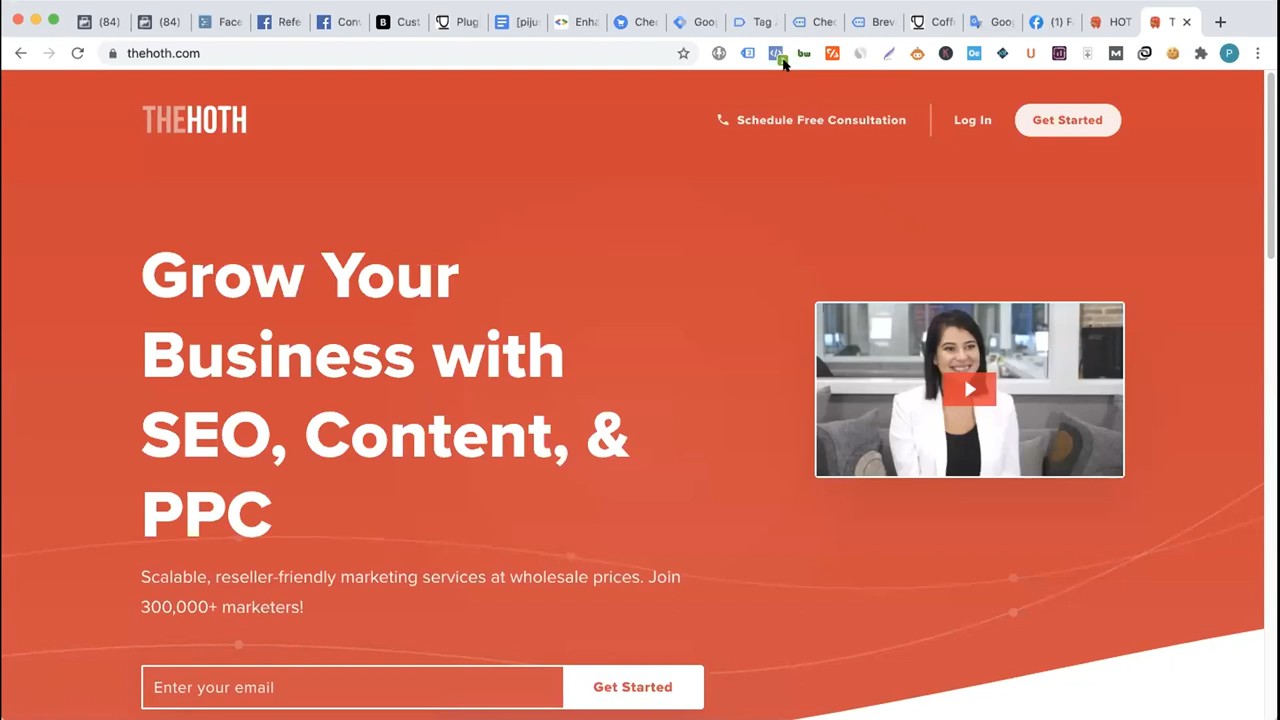 (84)
(84)
Face
Refe
Con
B Cust
Plug
[piju
Enha
Che
Goo
Tag
Che
Brev
Coff
Goo
(1) F
HOT
T
thehoth.com
P
THEHOTH
Schedule Free Consultation
Log In
Get Started
Grow Your
Business with
SEO, Content, &
PPC
Scalable, reseller-friendly marketing services at wholesale prices. Join
300,000+ marketers!
Enter your email
Get Started